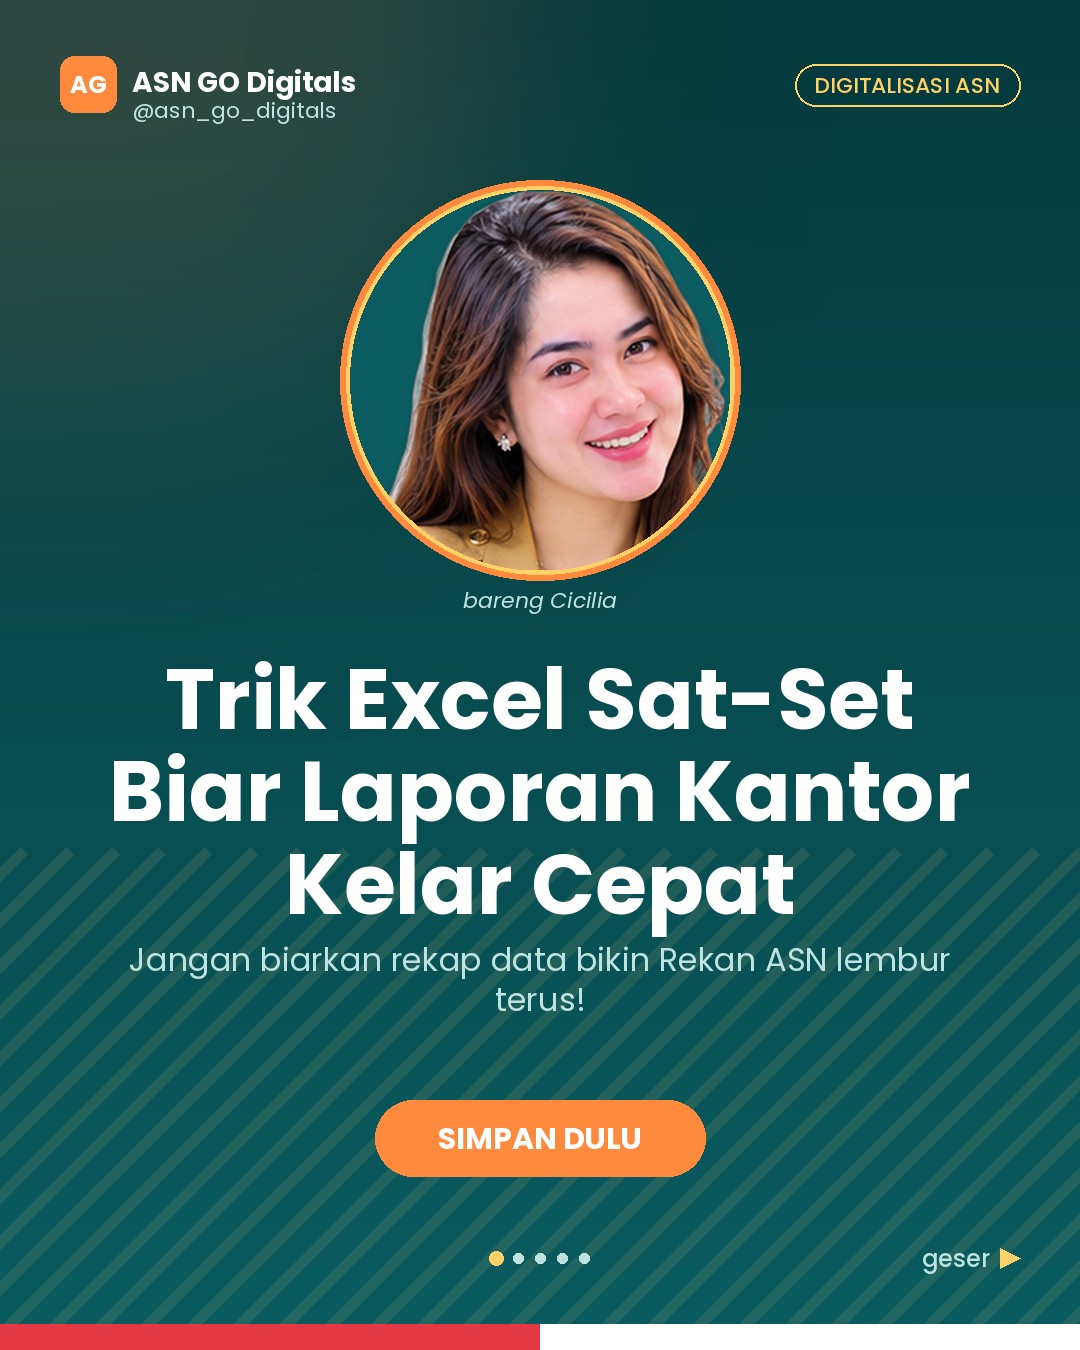 AG
ASN GO Digitals
@asn_go_digitals
DIGITALISASI ASN
bareng Cicilia
Trik Excel Sat-Set
Biar Laporan Kantor
Kelar Cepat
Jangan biarkan rekap data bikin Rekan ASN lembur
terus!
SIMPAN DULU
geser